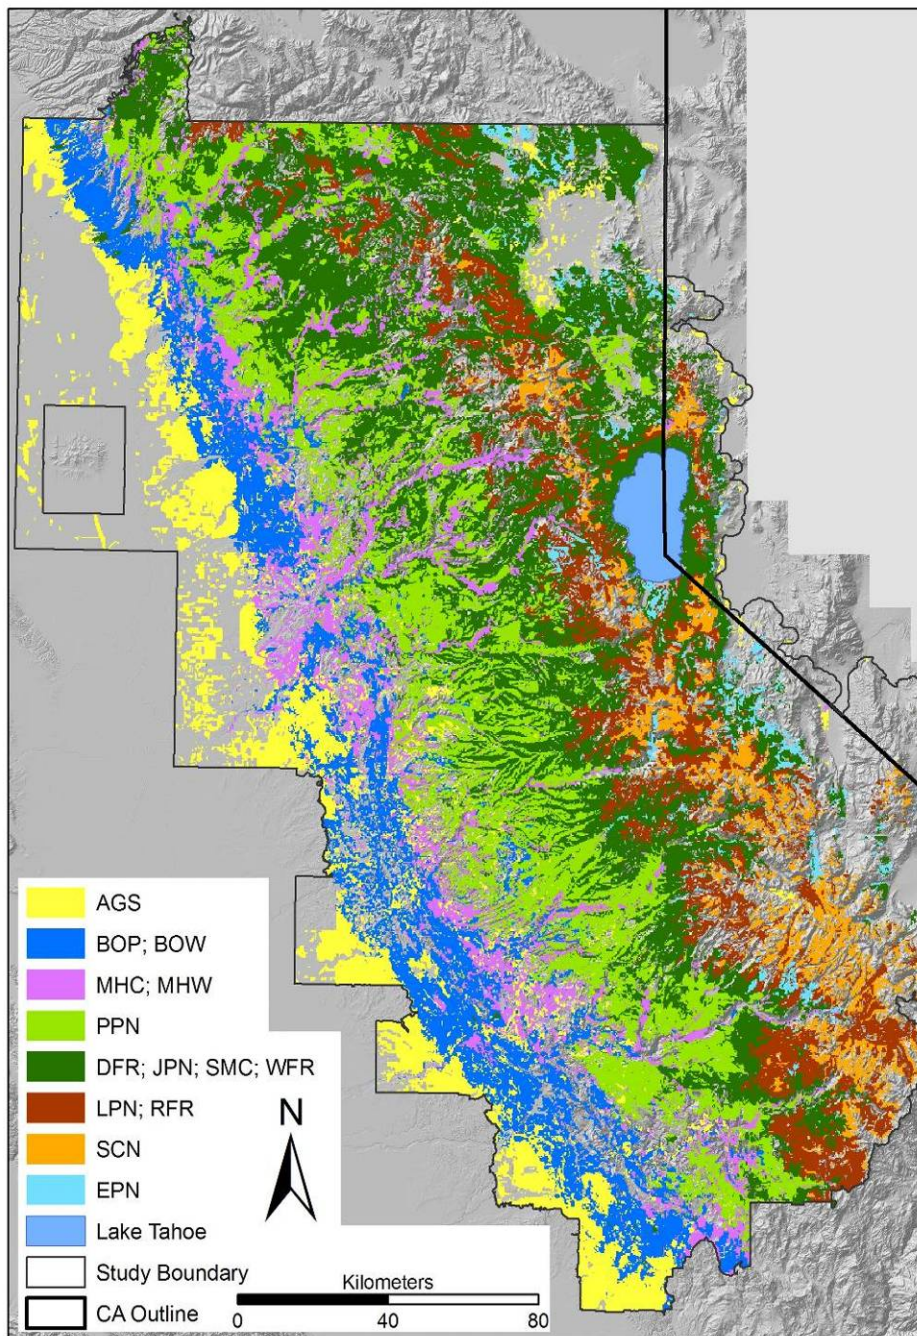 AGS
BOP; BOW
MHC; MHW
PPN
DFR; JPN; SMC; WFR
LPN; RFR
SCN
EPN
Lake Tahoe
Study Boundary
CA Outline
N
Kilometers
0 40 80